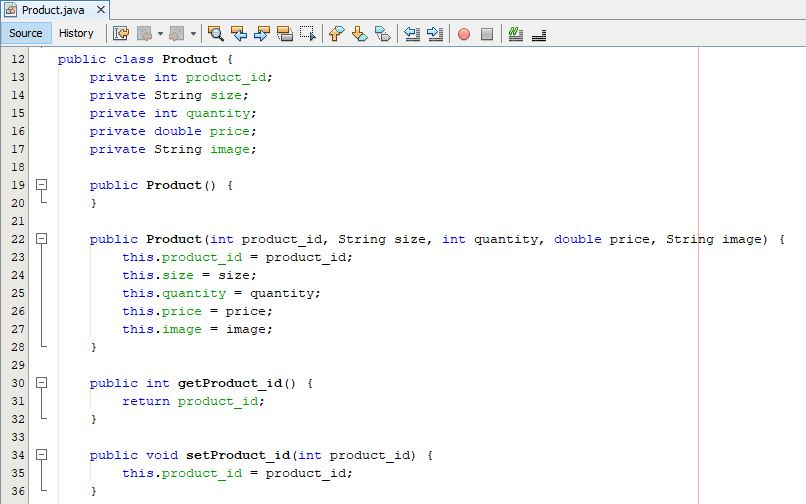 Product.java
Source History
12 public class Product {
13 private int product_id;
14 private String size;
15 private int quantity;
16 private double price;
17 private String image;
18
19 public Product() {
20 }
21
22 public Product(int product_id, String size, int quantity, double price, String image) {
23 this.product_id = product_id;
24 this.size = size;
25 this.quantity = quantity;
26 this.price = price;
27 this.image = image;
28 }
29
30 public int getProduct_id() {
31 return product_id;
32 }
33
34 public void setProduct_id(int product_id) {
35 this.product_id = product_id;
36 }